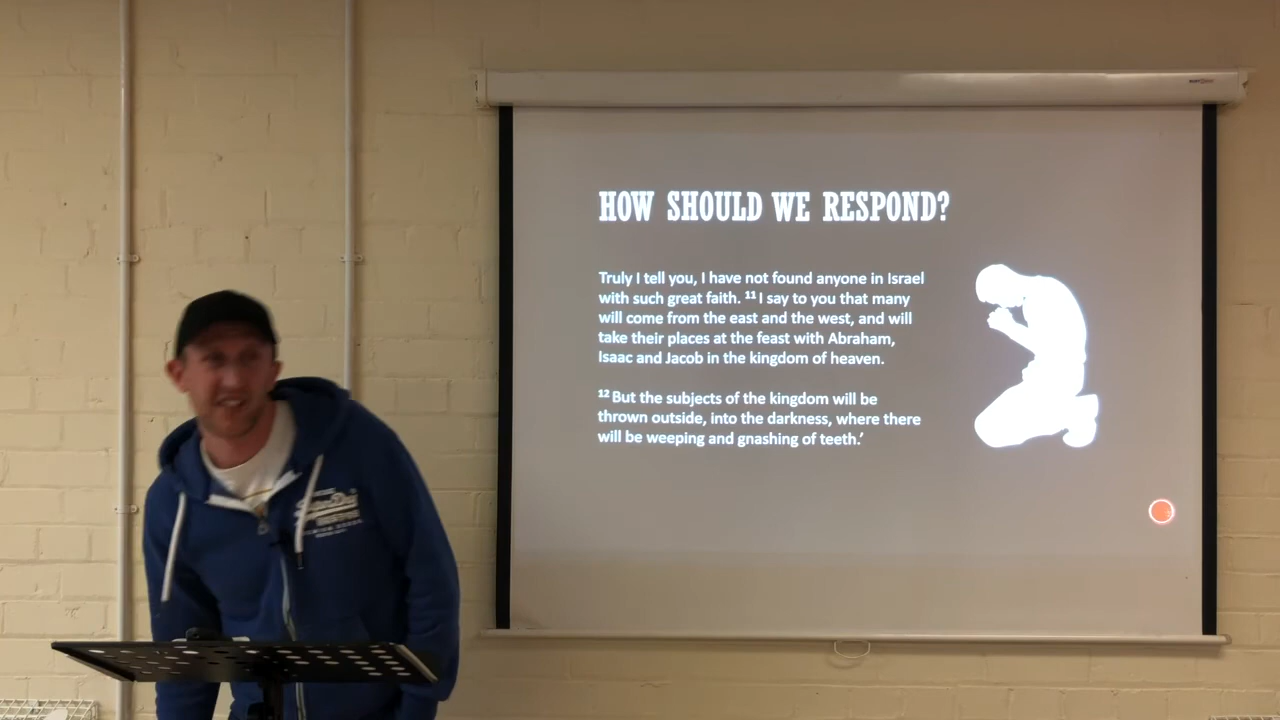 HOW SHOULD WE RESPOND?
Truly I tell you, I have not found anyone in Israel
with such great faith. ¹¹ I say to you that many
will come from the east and the west, and will
take their places at the feast with Abraham,
Isaac and Jacob in the kingdom of heaven.
¹² But the subjects of the kingdom will be
thrown outside, into the darkness, where there
will be weeping and gnashing of teeth.’